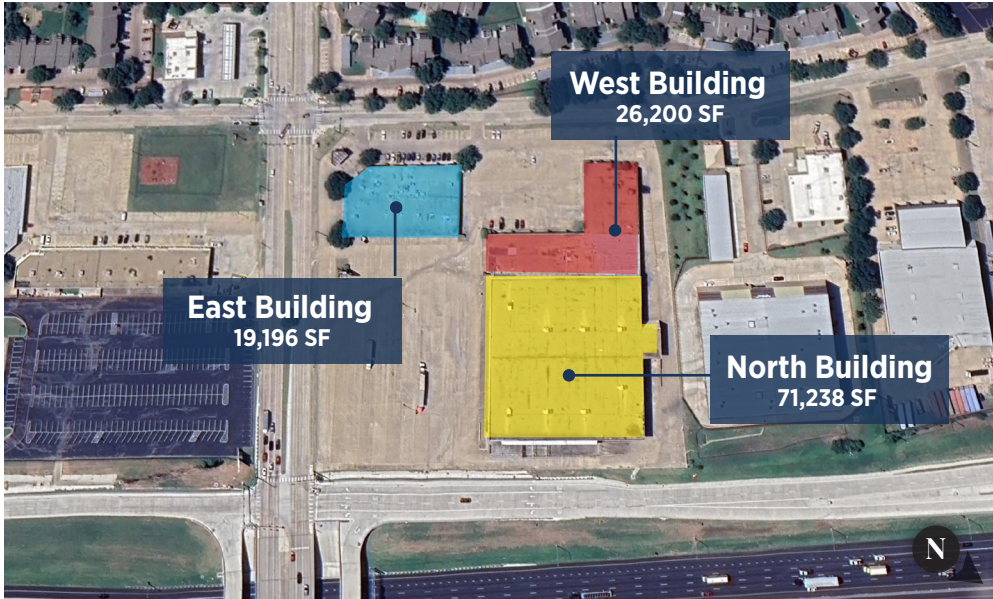 West Building
26,200 SF
East Building
19,196 SF
North Building
71,238 SF
N